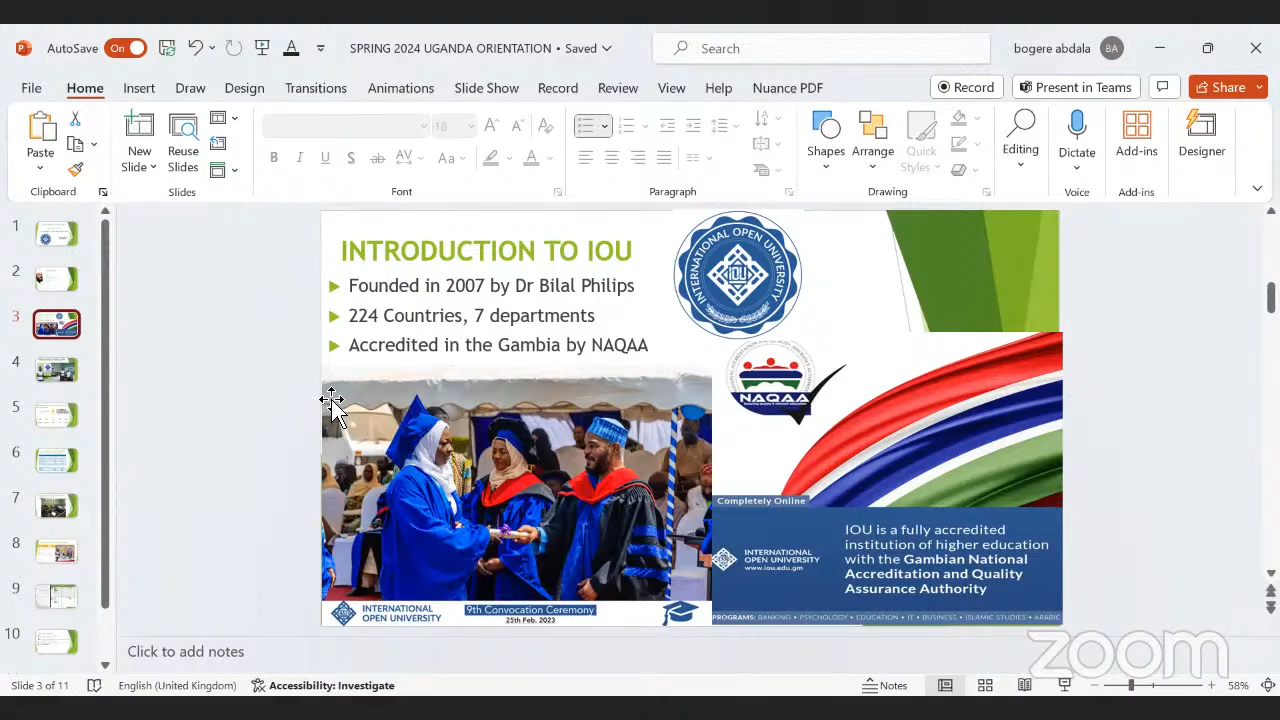 AutoSave On SPRING 2024 UGANDA ORIENTATION • Saved Search bogere abdala BA
File Home Insert Draw Design Transitions Animations Slide Show Record Review View Help Nuance PDF Record Present in Teams Share
Paste New Slide Reuse Slides 18 Shapes Arrange Quick Styles Editing Dictate Add-ins Designer
Clipboard Slides Font Paragraph Drawing Voice Add-ins
1
2
3
4
5
6
7
8
9
10
INTRODUCTION TO IOU
Founded in 2007 by Dr Bilal Philips
224 Countries, 7 departments
Accredited in the Gambia by NAQAA
INTERNATIONAL OPEN UNIVERSITY
IOU
NAQAA
Completely Online
IOU is a fully accredited
institution of higher education
with the Gambian National
Accreditation and Quality
Assurance Authority
INTERNATIONAL
OPEN UNIVERSITY
www.iou.edu.gm
PROGRAMS: BANKING • PSYCHOLOGY • EDUCATION • IT • BUSINESS • ISLAMIC STUDIES • ARABIC
INTERNATIONAL
OPEN UNIVERSITY
9th Convocation Ceremony
25th Feb. 2023
Click to add notes
zoom
Slide 3 of 11 English (United Kingdom) Accessibility: Investigate Notes 58%